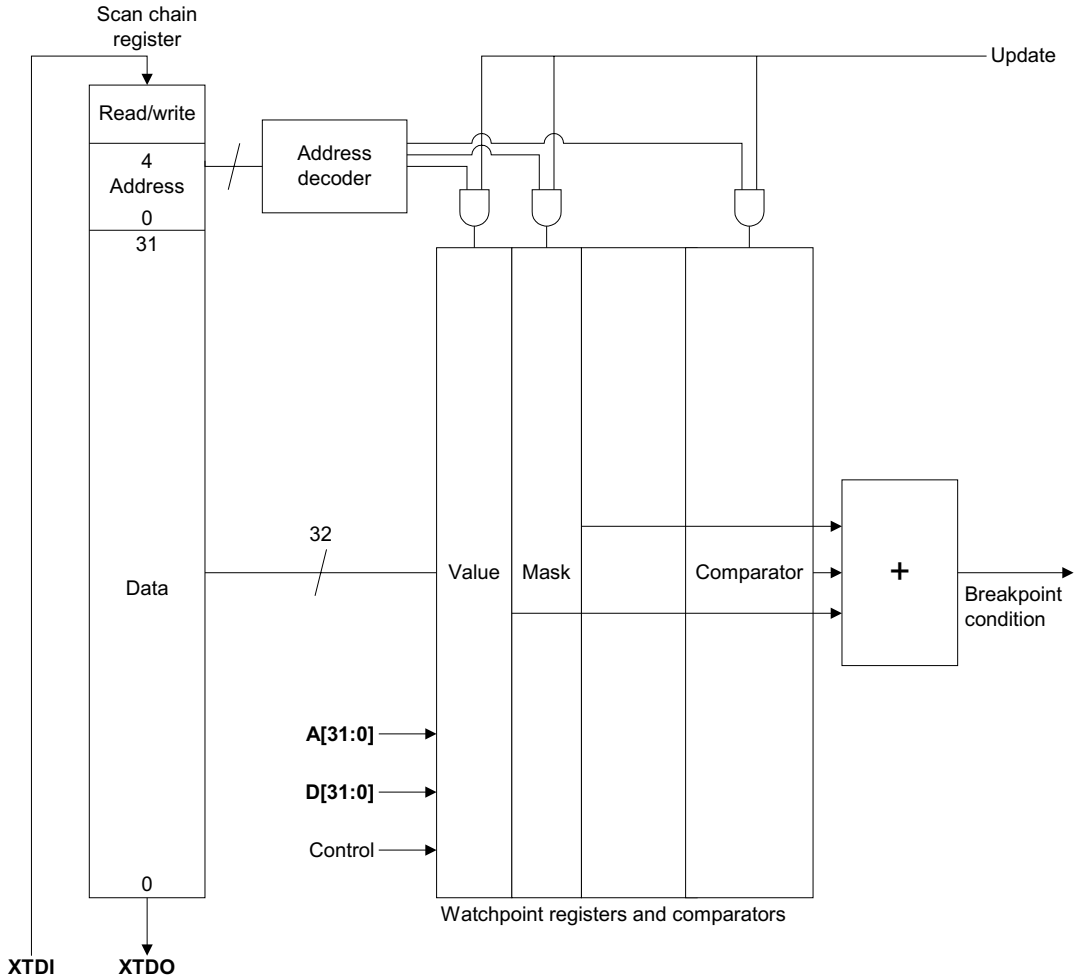 Scan chain
register
Update
Read/write
4
Address
0
Address
decoder
31
32
Data
Value
Mask
Comparator
+
Breakpoint
condition
A[31:0]
D[31:0]
Control
0
Watchpoint registers and comparators
XTDI
XTDO